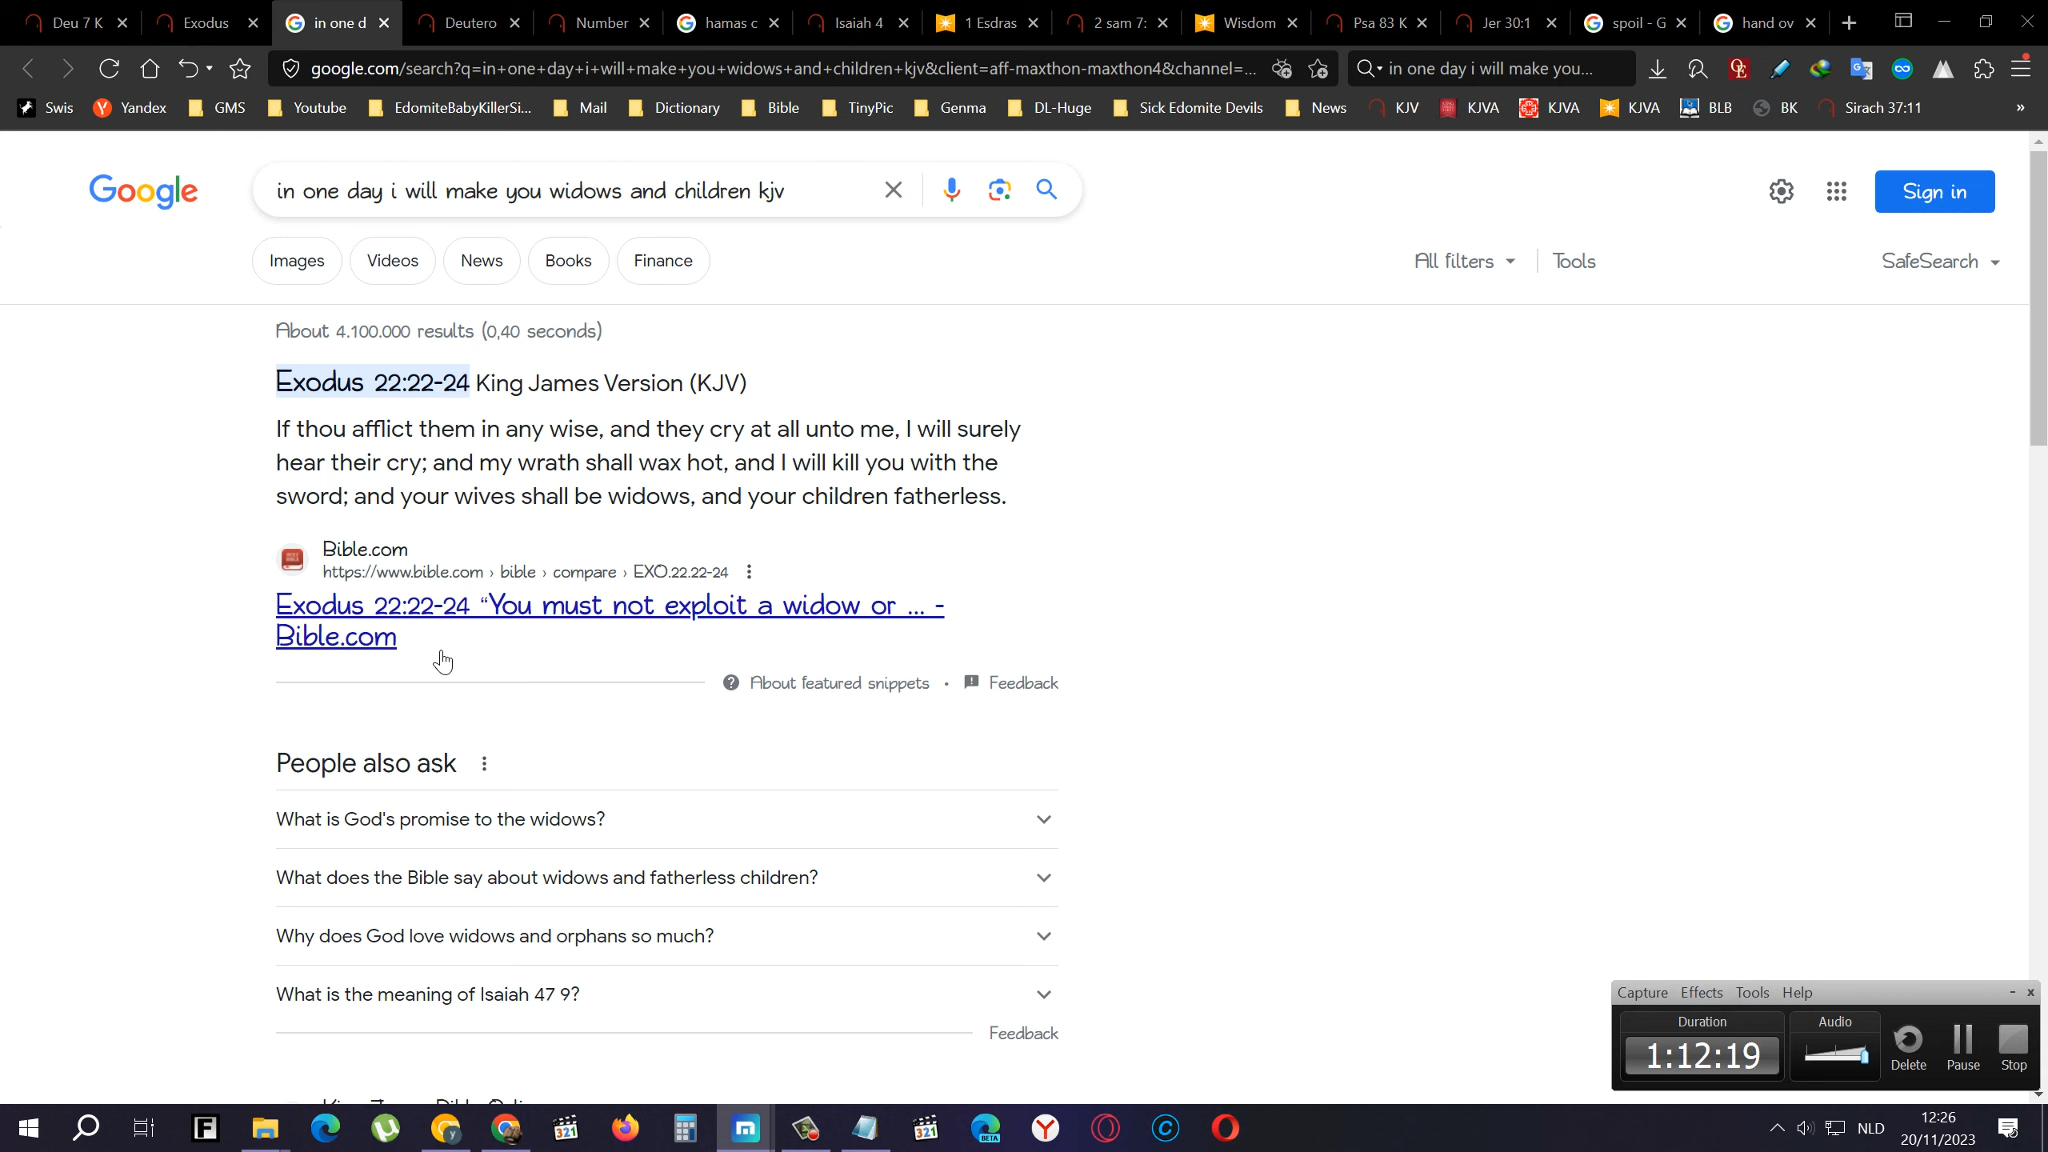 Deu 7 K
Exodus
in one d
Deutero
Number
hamas c
Isaiah 4
1 Esdras
2 sam 7:
Wisdom
Psa 83 K
Jer 30:1
spoil - G
hand ov
google.com/search?q=in+one+day+i+will+make+you+widows+and+children+kjv&client=aff-maxthon-maxthon4&channel=...
in one day i will make you...
Swis
Yandex
GMS
Youtube
EdomiteBabyKillerSi...
Mail
Dictionary
Bible
TinyPic
Genma
DL-Huge
Sick Edomite Devils
News
KJV
KJVA
KJVA
KJVA
BLB
BK
Sirach 37:11
»
Google
in one day i will make you widows and children kjv
Sign in
Images
Videos
News
Books
Finance
All filters
Tools
SafeSearch
About 4.100.000 results (0,40 seconds)
Exodus 22:22-24 King James Version (KJV)
If thou afflict them in any wise, and they cry at all unto me, I will surely
hear their cry; and my wrath shall wax hot, and I will kill you with the
sword; and your wives shall be widows, and your children fatherless.
Bible.com
https://www.bible.com › bible › compare › EXO.22.22-24
Exodus 22:22-24 “You must not exploit a widow or ... -
Bible.com
About featured snippets • Feedback
People also ask
What is God's promise to the widows?
What does the Bible say about widows and fatherless children?
Why does God love widows and orphans so much?
What is the meaning of Isaiah 47 9?
Feedback
Capture Effects Tools Help
Duration
Audio
1:12:19
Delete
Pause
Stop
NLD
12:26
20/11/2023